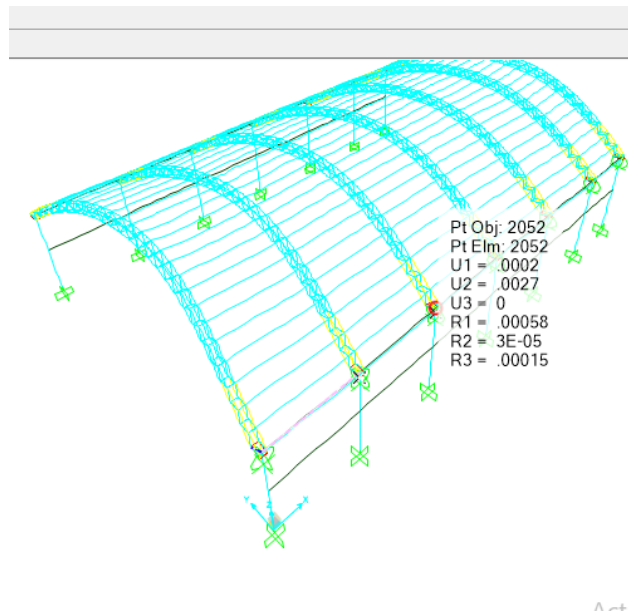 Pt Obj: 2052
Pt Elm: 2052
U1 = .0002
U2 = .0027
U3 = 0
R1 = .00058
R2 = 3E-05
R3 = .00015
Y
Z
X